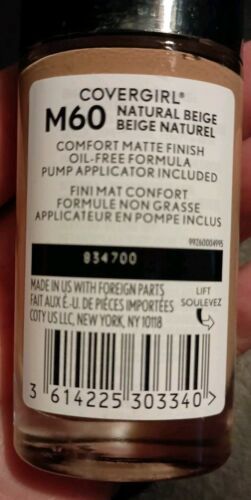 COVERGIRL®
M60 NATURAL BEIGE
BEIGE NATUREL
COMFORT MATTE FINISH
OIL-FREE FORMULA
PUMP APPLICATOR INCLUDED
FINI MAT CONFORT
FORMULE NON GRASSE
APPLICATEUR EN POMPE INCLUS
99260004995
934700
MADE IN US WITH FOREIGN PARTS
FAIT AUX É.-U. DE PIÈCES IMPORTÉES
COTY US LLC, NEW YORK, NY 10118
LIFT
SOULEVEZ
3 614225 303340 >